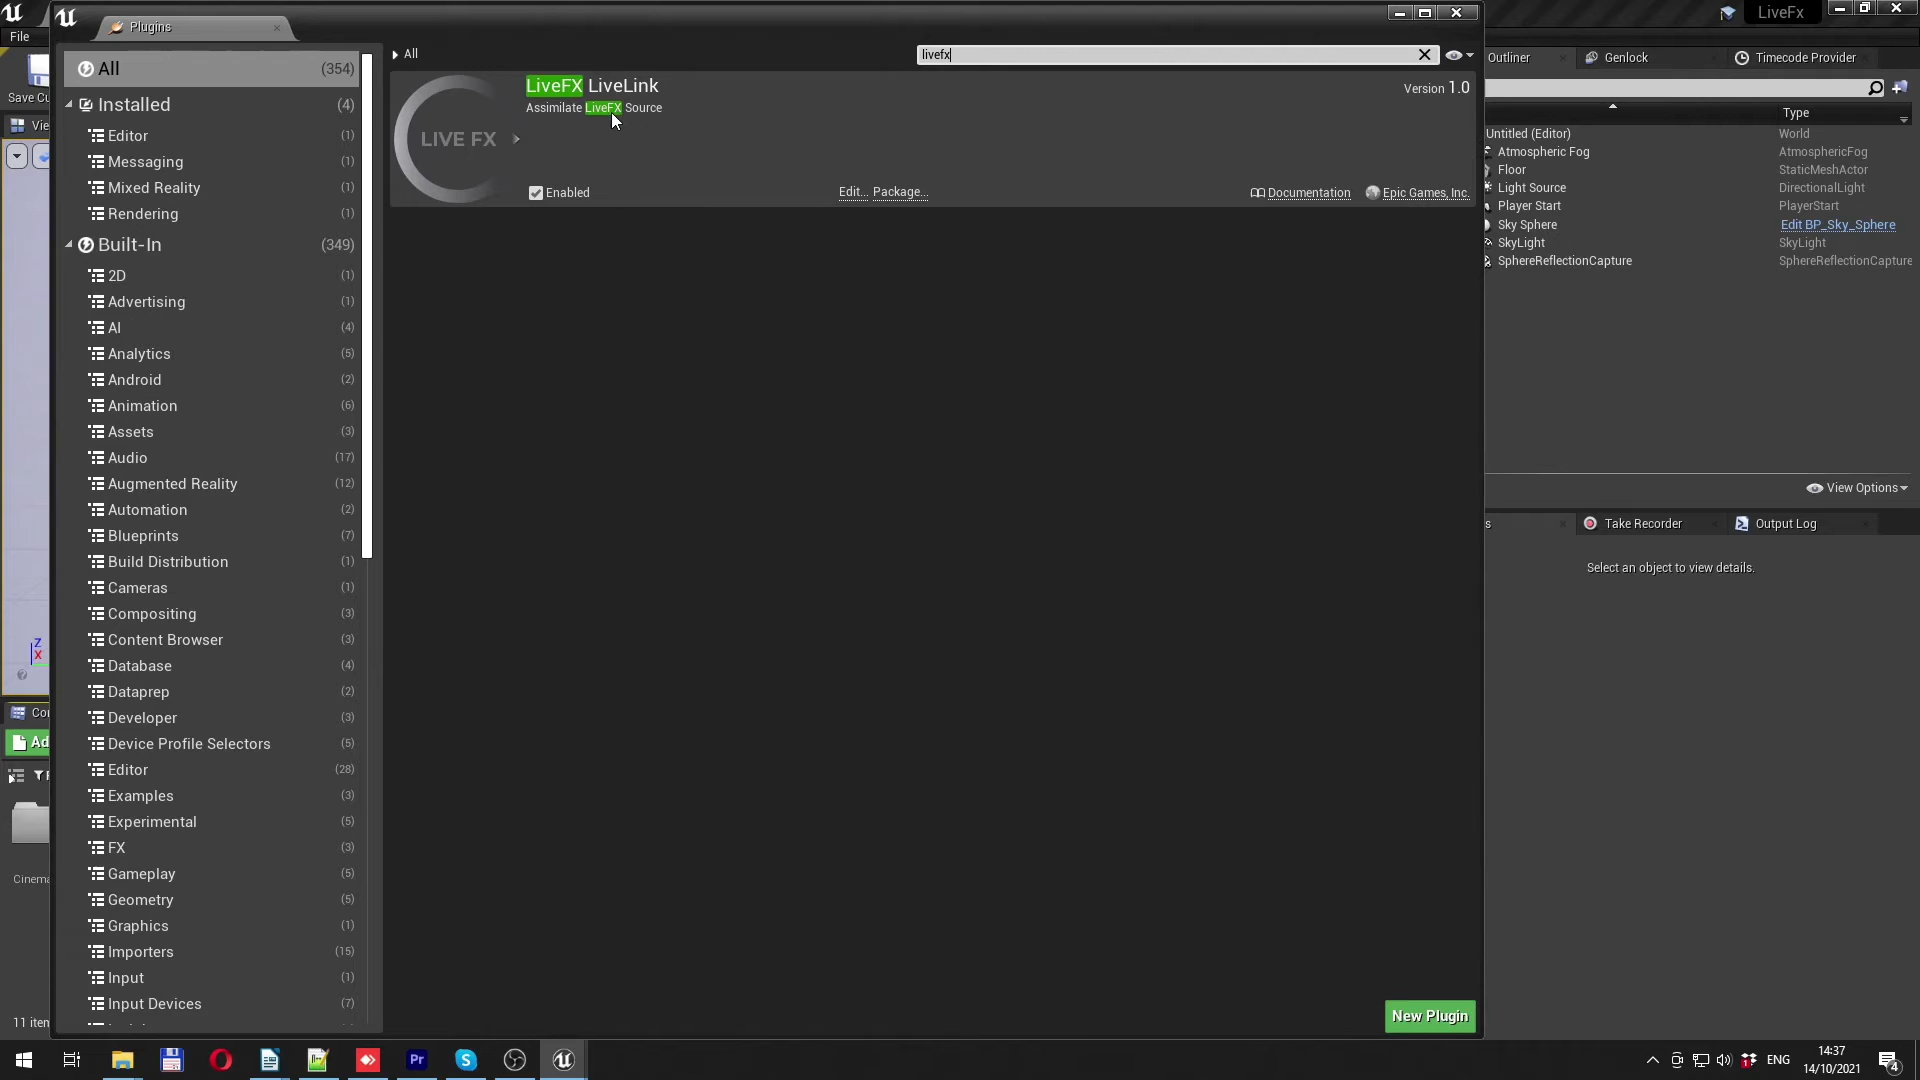 Plugins
LiveFx
File
Save Cu
Vie
All (354)
Installed (4)
Editor (1)
Messaging (1)
Mixed Reality (1)
Rendering (1)
Built-In (349)
2D (1)
Advertising (1)
AI (4)
Analytics (5)
Android (2)
Animation (6)
Assets (3)
Audio (17)
Augmented Reality (12)
Automation (2)
Blueprints (7)
Build Distribution (1)
Cameras (1)
Compositing (3)
Content Browser (3)
Database (4)
Dataprep (2)
Developer (3)
Device Profile Selectors (5)
Editor (28)
Examples (3)
Experimental (5)
FX (3)
Gameplay (5)
Geometry (5)
Graphics (1)
Importers (15)
Input (1)
Input Devices (7)
All
livefx
LIVE FX
LiveFX LiveLink
Version 1.0
Assimilate LiveFX Source
Enabled
Edit... Package...
Documentation
Epic Games, Inc.
New Plugin
Outliner
Genlock
Timecode Provider
Type
Untitled (Editor) World
Atmospheric Fog AtmosphericFog
Floor StaticMeshActor
Light Source DirectionalLight
Player Start PlayerStart
Sky Sphere Edit BP_Sky_Sphere
SkyLight SkyLight
SphereReflectionCapture SphereReflectionCapture
View Options
s
Take Recorder
Output Log
Select an object to view details.
Z
X
Co
Ad
Cinema
11 item
Pr
ENG
14:37
14/10/2021
4